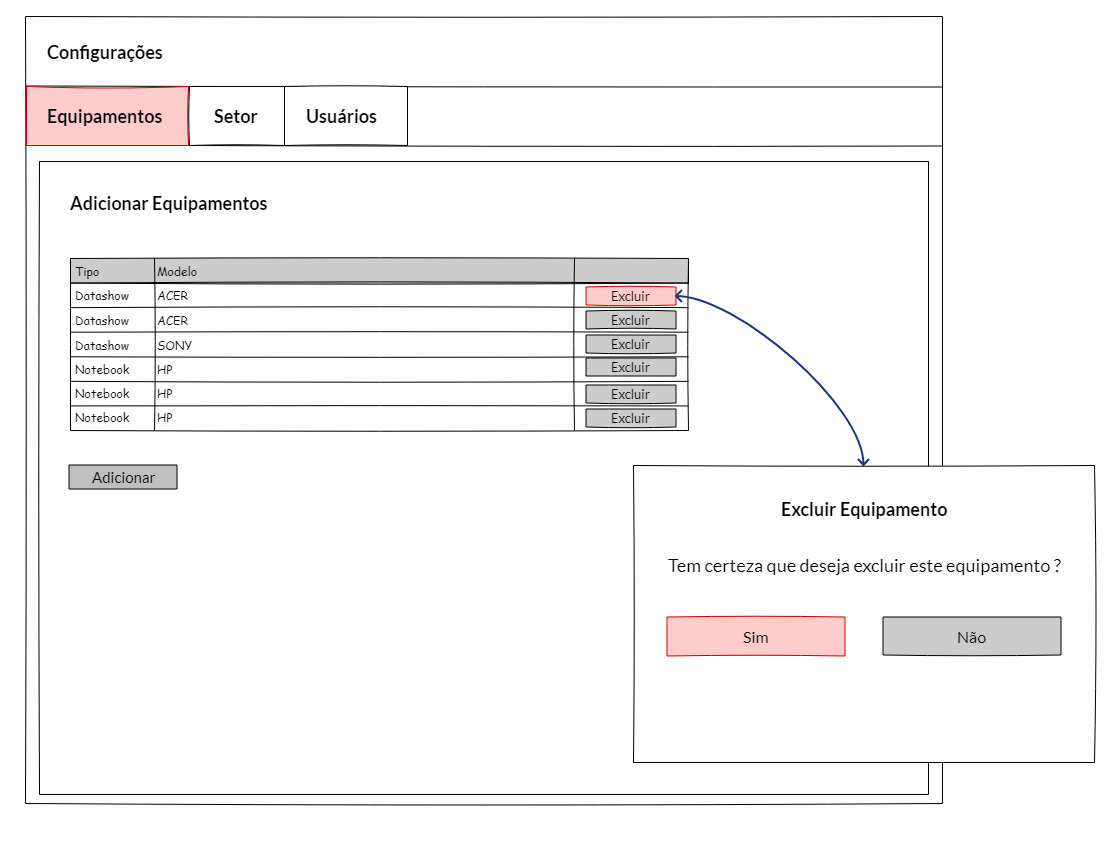 Configurações
Equipamentos Setor Usuários
Adicionar Equipamentos
Tipo Modelo
Datashow ACER Excluir
Datashow ACER Excluir
Datashow SONY Excluir
Notebook HP Excluir
Notebook HP Excluir
Notebook HP Excluir
Adicionar
Excluir Equipamento
Tem certeza que deseja excluir este equipamento ?
Sim Não